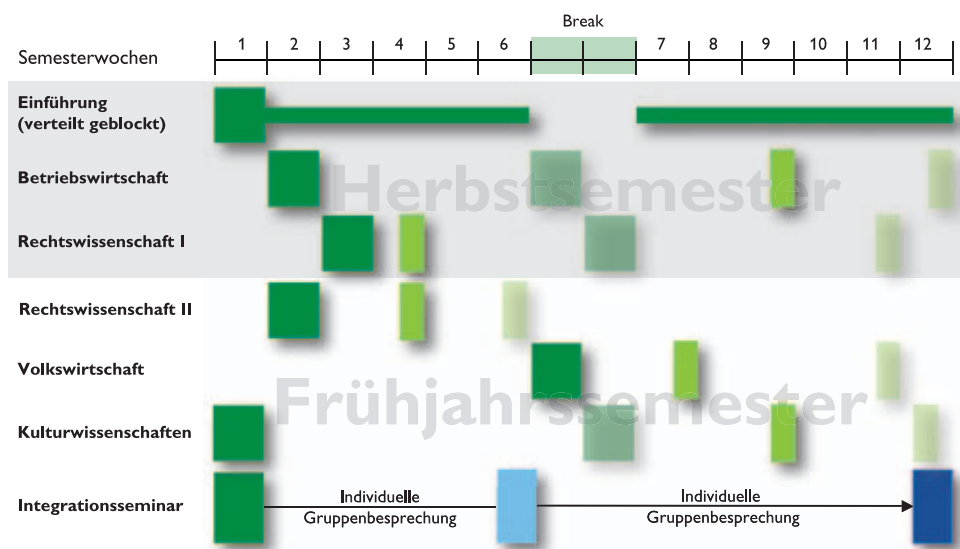 Break
Semesterwochen
1 2 3 4 5 6 7 8 9 10 11 12
Einführung
(verteilt geblockt)
Betriebswirtschaft
Herbstsemester
Rechtswissenschaft I
Rechtswissenschaft II
Volkswirtschaft
Frühjahrssemester
Kulturwissenschaften
Integrationsseminar
Individuelle
Gruppenbesprechung
Individuelle
Gruppenbesprechung